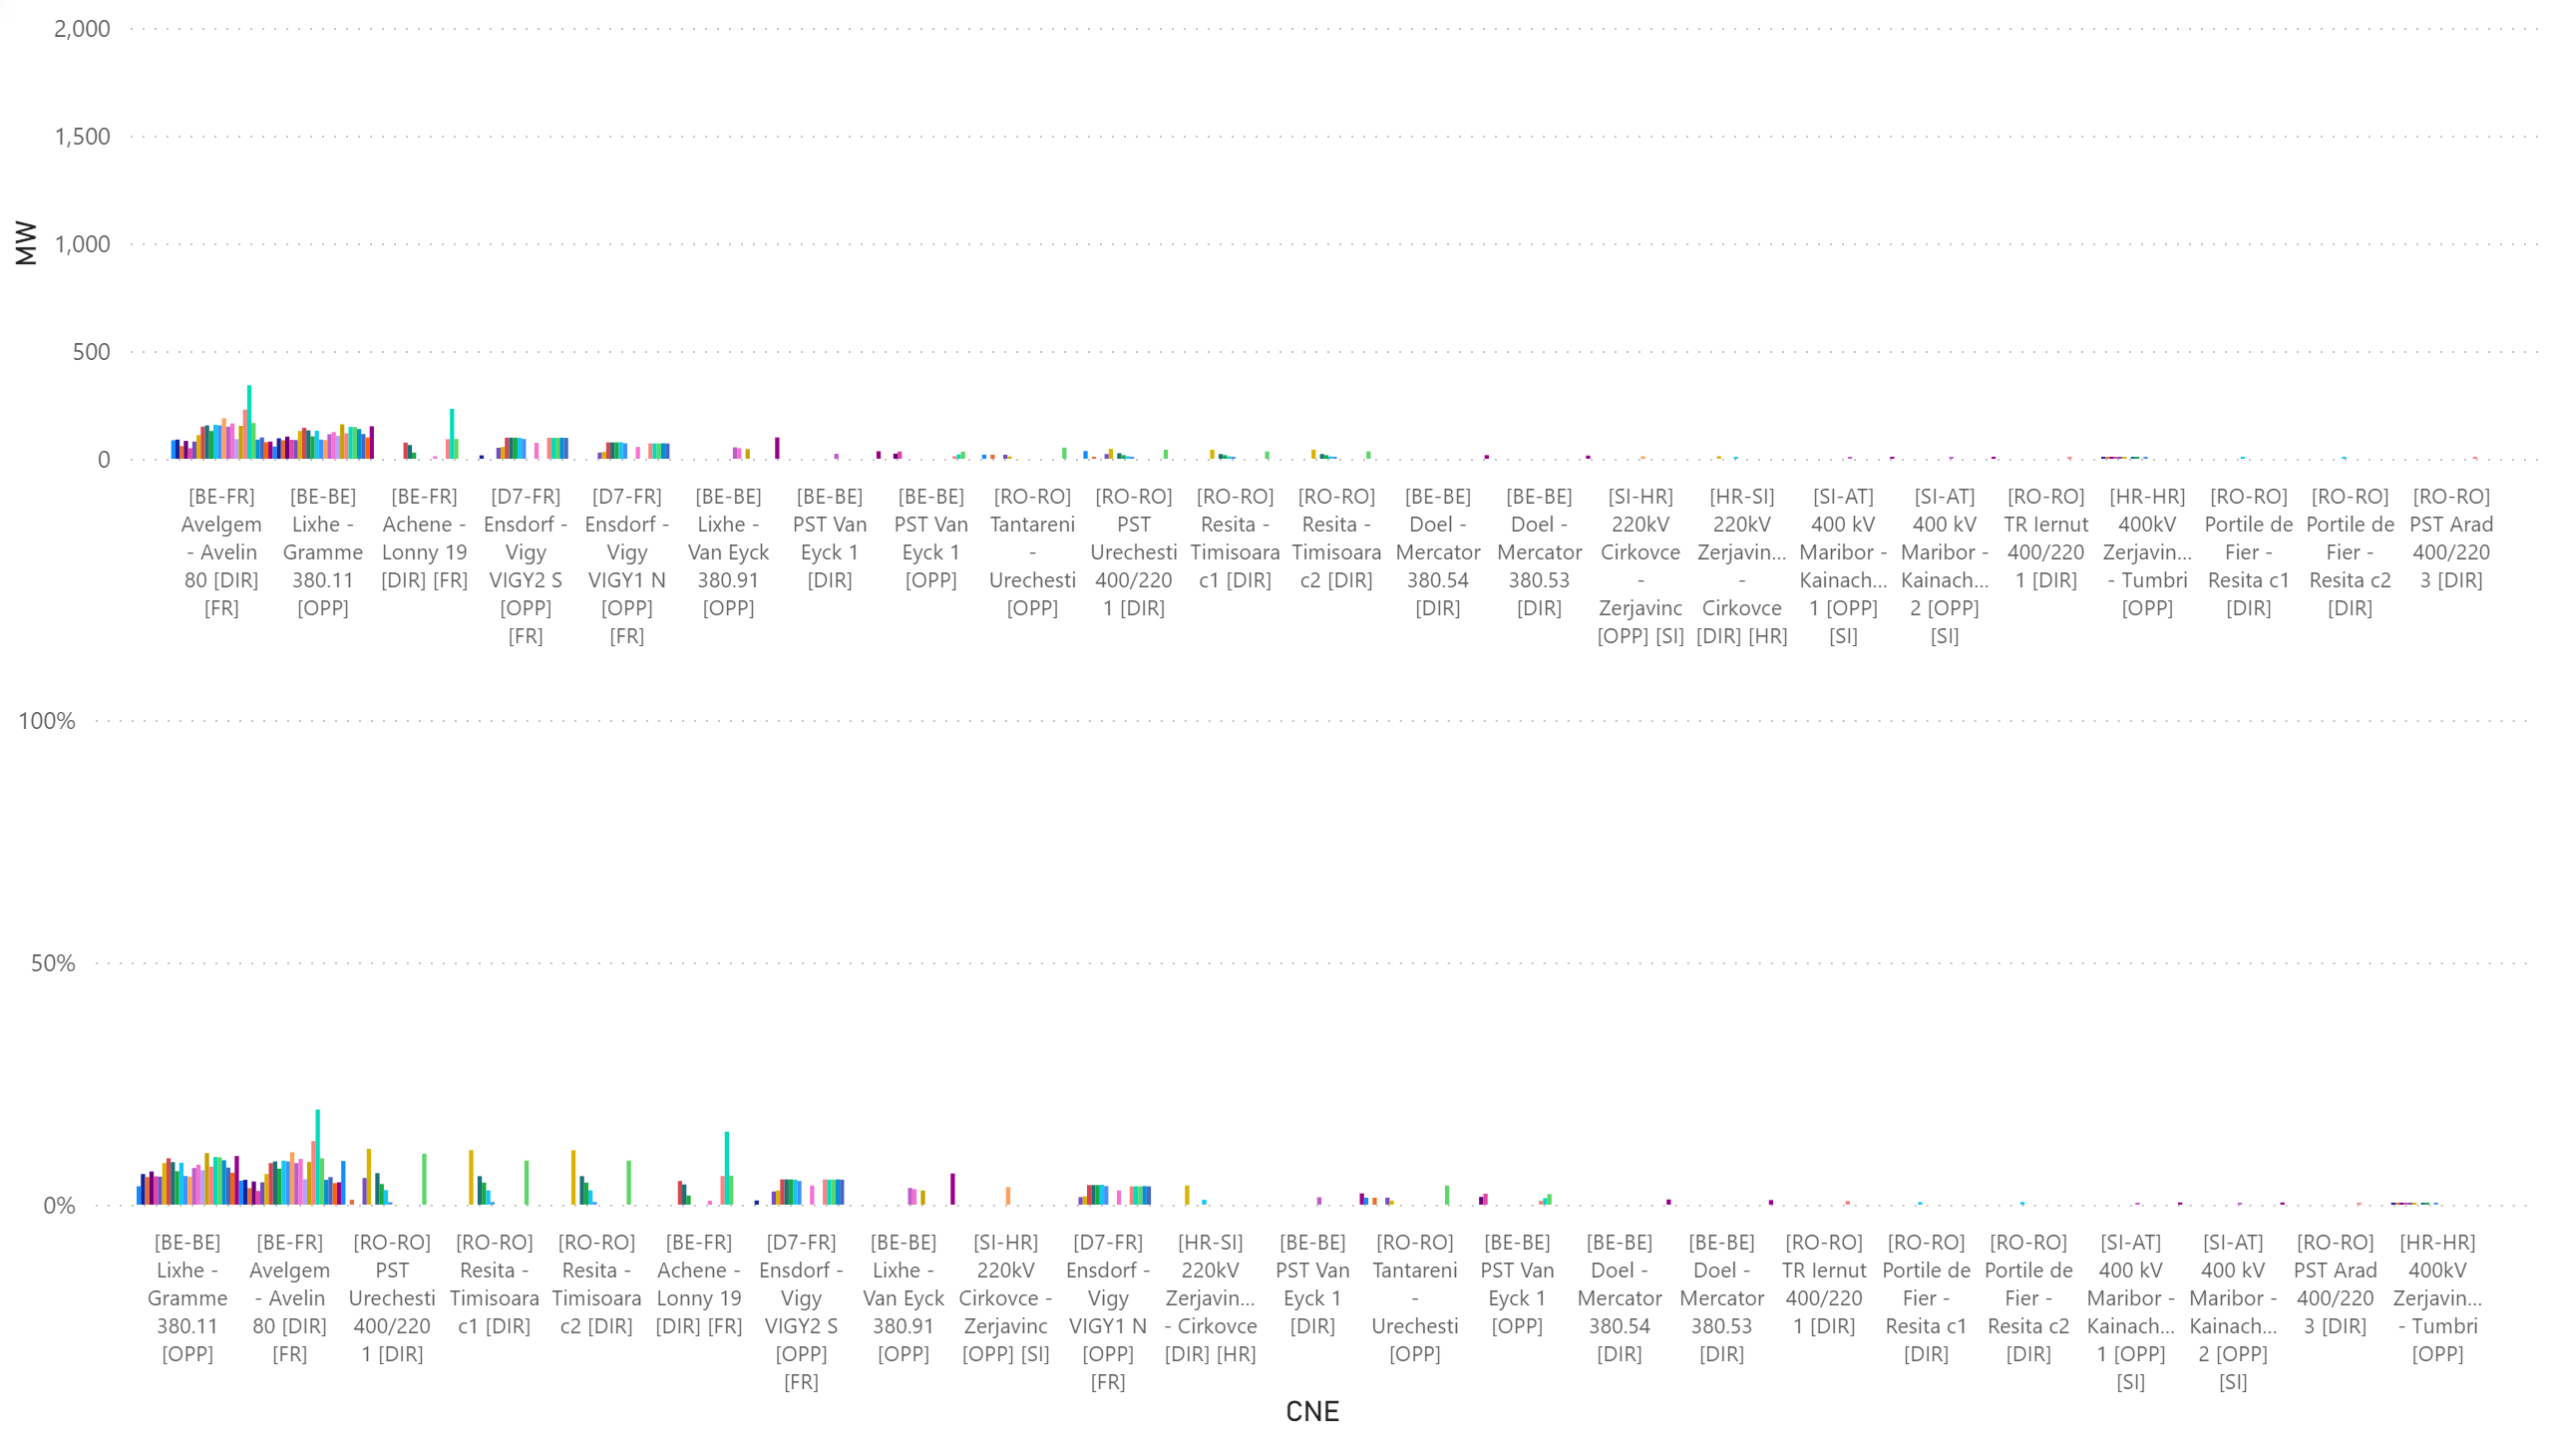 2,000
1,500
MW
1,000
500
0
[BE-FR] Avelgem - Avelin 80 [DIR] [FR]
[BE-BE] Lixhe - Gramme 380.11 [OPP]
[BE-FR] Achene - Lonny 19 [DIR] [FR]
[D7-FR] Ensdorf - Vigy VIGY2 S [OPP] [FR]
[D7-FR] Ensdorf - Vigy VIGY1 N [OPP] [FR]
[BE-BE] Lixhe - Van Eyck 380.91 [OPP]
[BE-BE] PST Van Eyck 1 [DIR]
[BE-BE] PST Van Eyck 1 [OPP]
[RO-RO] Tantareni - Urechesti [OPP]
[RO-RO] PST Urechesti 400/220 1 [DIR]
[RO-RO] Resita - Timisoara c1 [DIR]
[RO-RO] Resita - Timisoara c2 [DIR]
[BE-BE] Doel - Mercator 380.54 [DIR]
[BE-BE] Doel - Mercator 380.53 [DIR]
[SI-HR] 220kV Cirkovce - Zerjavinc [OPP] [SI]
[HR-SI] 220kV Zerjavin... - Cirkovce [DIR] [HR]
[SI-AT] 400 kV Maribor - Kainach... 1 [OPP] [SI]
[SI-AT] 400 kV Maribor - Kainach... 2 [OPP] [SI]
[RO-RO] TR Iernut 400/220 1 [DIR]
[HR-HR] 400kV Zerjavin... - Tumbri [OPP]
[RO-RO] Portile de Fier - Resita c1 [DIR]
[RO-RO] Portile de Fier - Resita c2 [DIR]
[RO-RO] PST Arad 400/220 3 [DIR]
100%
50%
0%
[BE-BE] Lixhe - Gramme 380.11 [OPP]
[BE-FR] Avelgem - Avelin 80 [DIR] [FR]
[RO-RO] PST Urechesti 400/220 1 [DIR]
[RO-RO] Resita - Timisoara c1 [DIR]
[RO-RO] Resita - Timisoara c2 [DIR]
[BE-FR] Achene - Lonny 19 [DIR] [FR]
[D7-FR] Ensdorf - Vigy VIGY2 S [OPP] [FR]
[BE-BE] Lixhe - Van Eyck 380.91 [OPP]
[SI-HR] 220kV Cirkovce - Zerjavinc [OPP] [SI]
[D7-FR] Ensdorf - Vigy VIGY1 N [OPP] [FR]
[HR-SI] 220kV Zerjavin... - Cirkovce [DIR] [HR]
[BE-BE] PST Van Eyck 1 [DIR]
[RO-RO] Tantareni - Urechesti [OPP]
[BE-BE] PST Van Eyck 1 [OPP]
[BE-BE] Doel - Mercator 380.54 [DIR]
[BE-BE] Doel - Mercator 380.53 [DIR]
[RO-RO] TR Iernut 400/220 1 [DIR]
[RO-RO] Portile de Fier - Resita c1 [DIR]
[RO-RO] Portile de Fier - Resita c2 [DIR]
[SI-AT] 400 kV Maribor - Kainach... 1 [OPP] [SI]
[SI-AT] 400 kV Maribor - Kainach... 2 [OPP] [SI]
[RO-RO] PST Arad 400/220 3 [DIR]
[HR-HR] 400kV Zerjavin... - Tumbri [OPP]
CNE